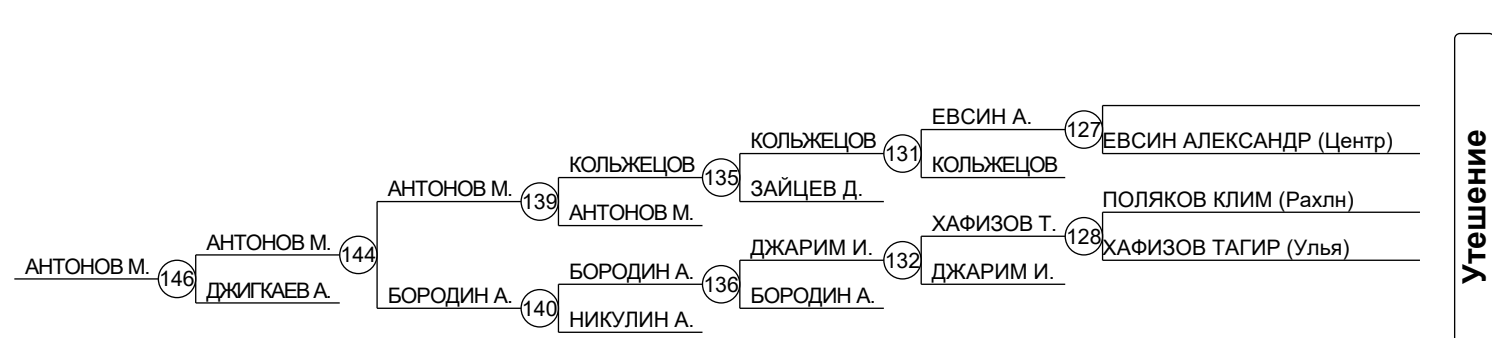 ЕВСИН А.
127
ЕВСИН АЛЕКСАНДР (Центр)
КОЛЬЖЕЦОВ
131
КОЛЬЖЕЦОВ
КОЛЬЖЕЦОВ
135
ЗАЙЦЕВ Д.
АНТОНОВ М.
139
АНТОНОВ М.
ПОЛЯКОВ КЛИМ (Рахлн)
ХАФИЗОВ Т.
128
ХАФИЗОВ ТАГИР (Улья)
АНТОНОВ М.
144
ДЖАРИМ И.
132
ДЖАРИМ И.
АНТОНОВ М.
146
ДЖИГКАЕВ А.
БОРОДИН А.
136
БОРОДИН А.
БОРОДИН А.
140
НИКУЛИН А.
Утешение